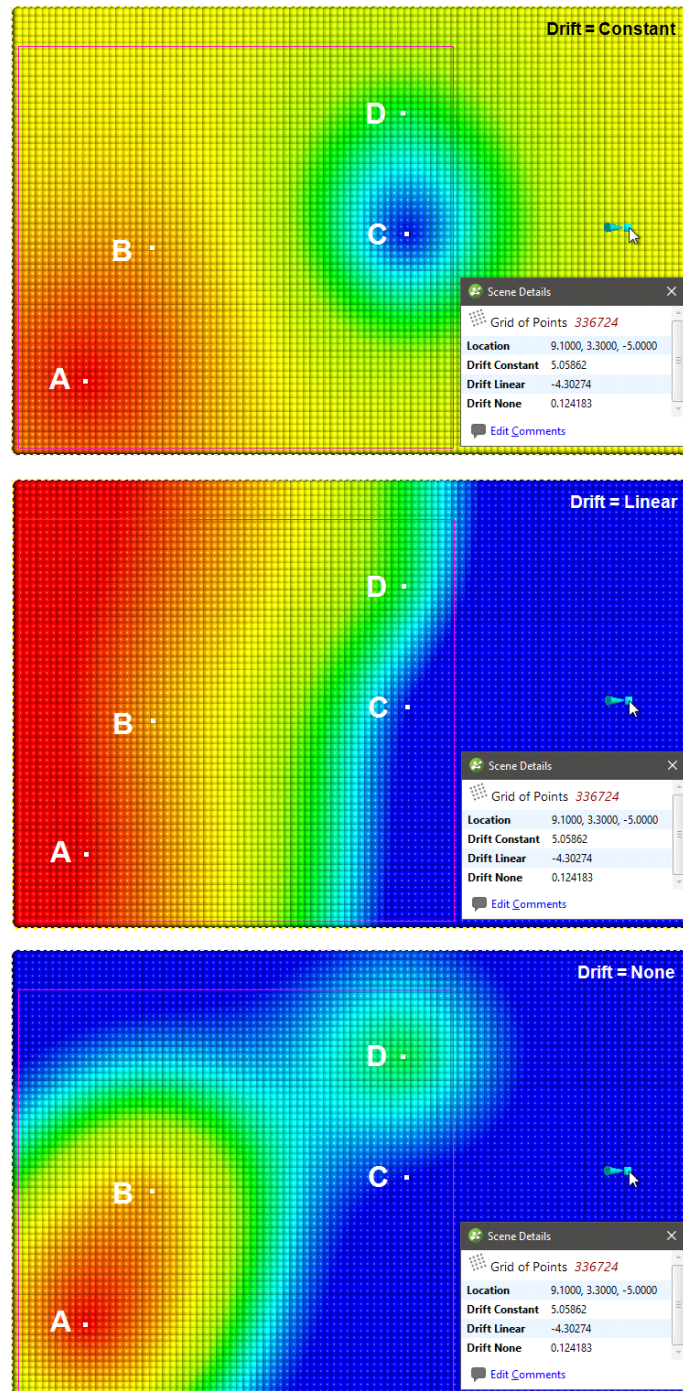 Drift = Constant
D
B
C
A
Scene Details
Grid of Points 336724
Location 9.1000, 3.3000, -5.0000
Drift Constant 5.05862
Drift Linear -4.30274
Drift None 0.124183
Edit Comments
Drift = Linear
D
B
C
A
Scene Details
Grid of Points 336724
Location 9.1000, 3.3000, -5.0000
Drift Constant 5.05862
Drift Linear -4.30274
Drift None 0.124183
Edit Comments
Drift = None
D
B
C
A
Scene Details
Grid of Points 336724
Location 9.1000, 3.3000, -5.0000
Drift Constant 5.05862
Drift Linear -4.30274
Drift None 0.124183
Edit Comments